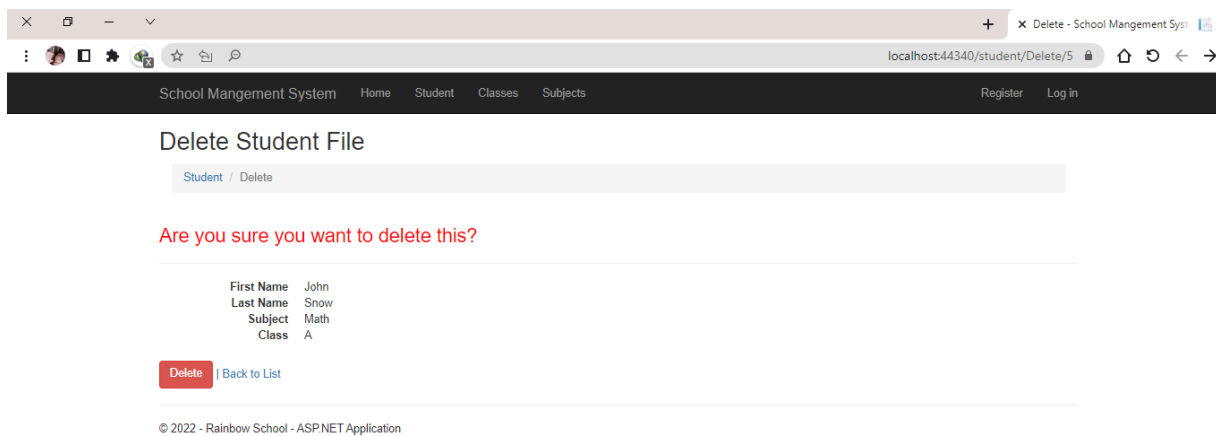 Delete - School Mangement Syst
localhost:44340/student/Delete/5
School Mangement System Home Student Classes Subjects Register Log in
Delete Student File
Student / Delete
Are you sure you want to delete this?
First Name John
Last Name Snow
Subject Math
Class A
Delete | Back to List
© 2022 - Rainbow School - ASP.NET Application